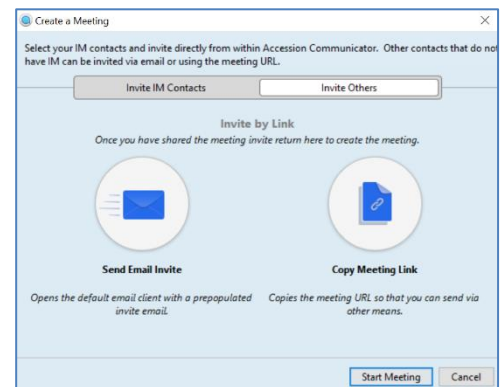 Create a Meeting
Select your IM contacts and invite directly from within Accession Communicator. Other contacts that do not
have IM can be invited via email or using the meeting URL.
Invite IM Contacts
Invite Others
Invite by Link
Once you have shared the meeting invite return here to create the meeting.
Send Email Invite
Opens the default email client with a prepopulated
invite email.
Copy Meeting Link
Copies the meeting URL so that you can send via
other means.
Start Meeting
Cancel